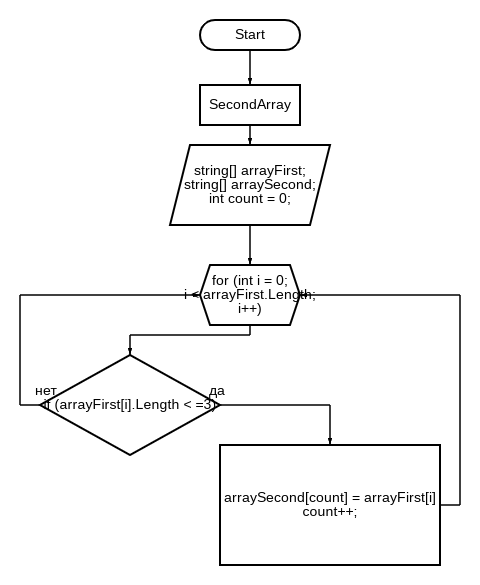 Start
SecondArray
string[] arrayFirst;
string[] arraySecond;
int count = 0;
for (int i = 0;
i < arrayFirst.Length;
i++)
нет
да
if (arrayFirst[i].Length < =3)
arraySecond[count] = arrayFirst[i]
count++;